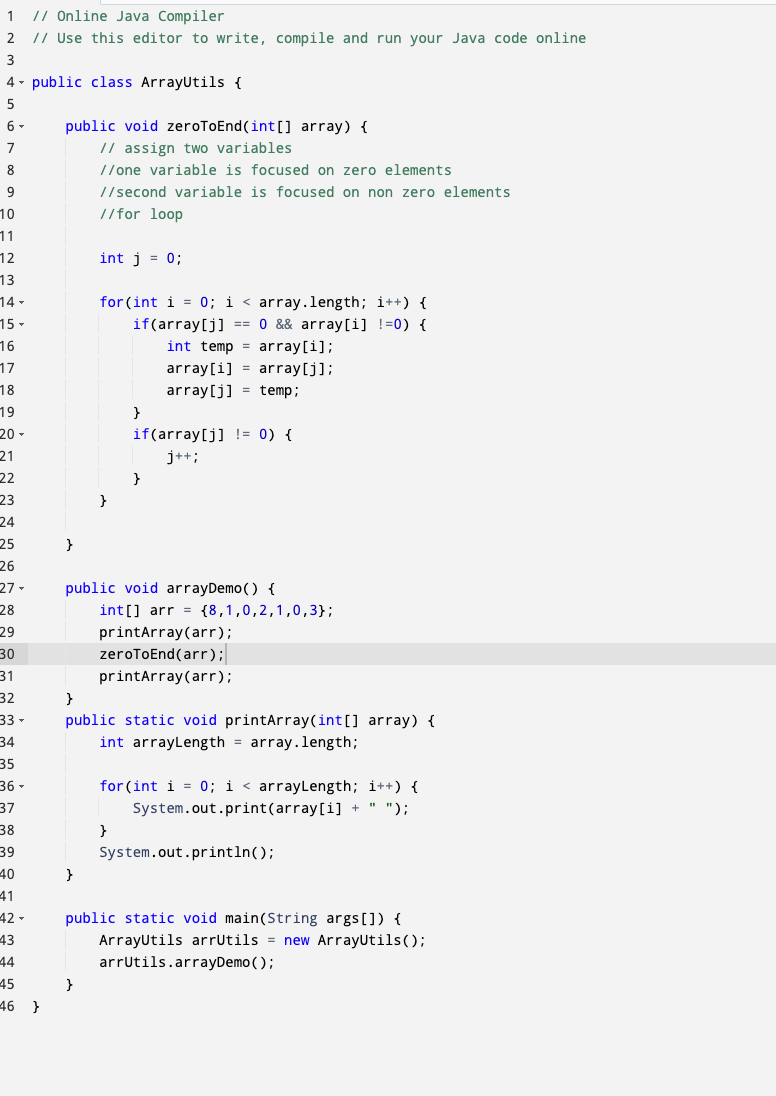 1 // Online Java Compiler
2 // Use this editor to write, compile and run your Java code online
3
4 public class ArrayUtils {
5
6     public void zeroToEnd(int[] array) {
7         // assign two variables
8         //one variable is focused on zero elements
9         //second variable is focused on non zero elements
10         //for loop
11
12         int j = 0;
13
14         for(int i = 0; i < array.length; i++) {
15             if(array[j] == 0 && array[i] !=0) {
16                 int temp = array[i];
17                 array[i] = array[j];
18                 array[j] = temp;
19             }
20             if(array[j] != 0) {
21                 j++;
22             }
23         }
24
25     }
26
27     public void arrayDemo() {
28         int[] arr = {8,1,0,2,1,0,3};
29         printArray(arr);
30         zeroToEnd(arr);
31         printArray(arr);
32     }
33     public static void printArray(int[] array) {
34         int arrayLength = array.length;
35
36         for(int i = 0; i < arrayLength; i++) {
37             System.out.print(array[i] + " ");
38         }
39         System.out.println();
40     }
41
42     public static void main(String args[]) {
43         ArrayUtils arrUtils = new ArrayUtils();
44         arrUtils.arrayDemo();
45     }
46 }